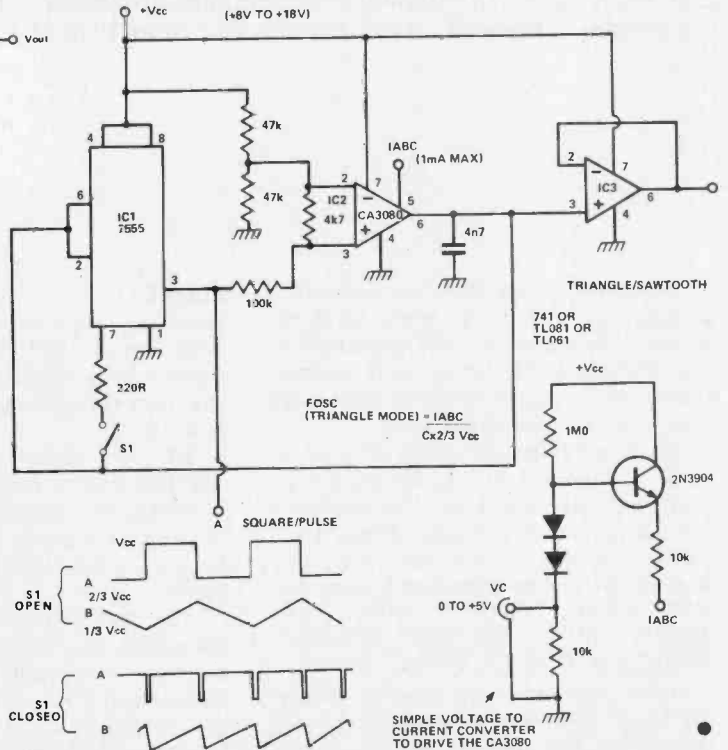 +Vcc
(+8V TO +18V)
Vout
4
8
47k
6
IC1
7555
2
3
7
1
47k
4k7
100k
2
IC2
CA3080
3
7
4
5
6
IABC
(1mA MAX)
4n7
2
3
IC3
7
4
6
TRIANGLE/SAWTOOTH
741 OR
TL081 OR
TL061
220R
S1
FOSC
(TRIANGLE MODE) = IABC
Cx2/3 Vcc
+Vcc
1M0
2N3904
10k
IABC
VC
0 TO +5V
10k
SIMPLE VOLTAGE TO
CURRENT CONVERTER
TO DRIVE THE CA3080
A
SQUARE/PULSE
Vcc
S1
OPEN
A
2/3 Vcc
B
1/3 Vcc
S1
CLOSEO
A
B